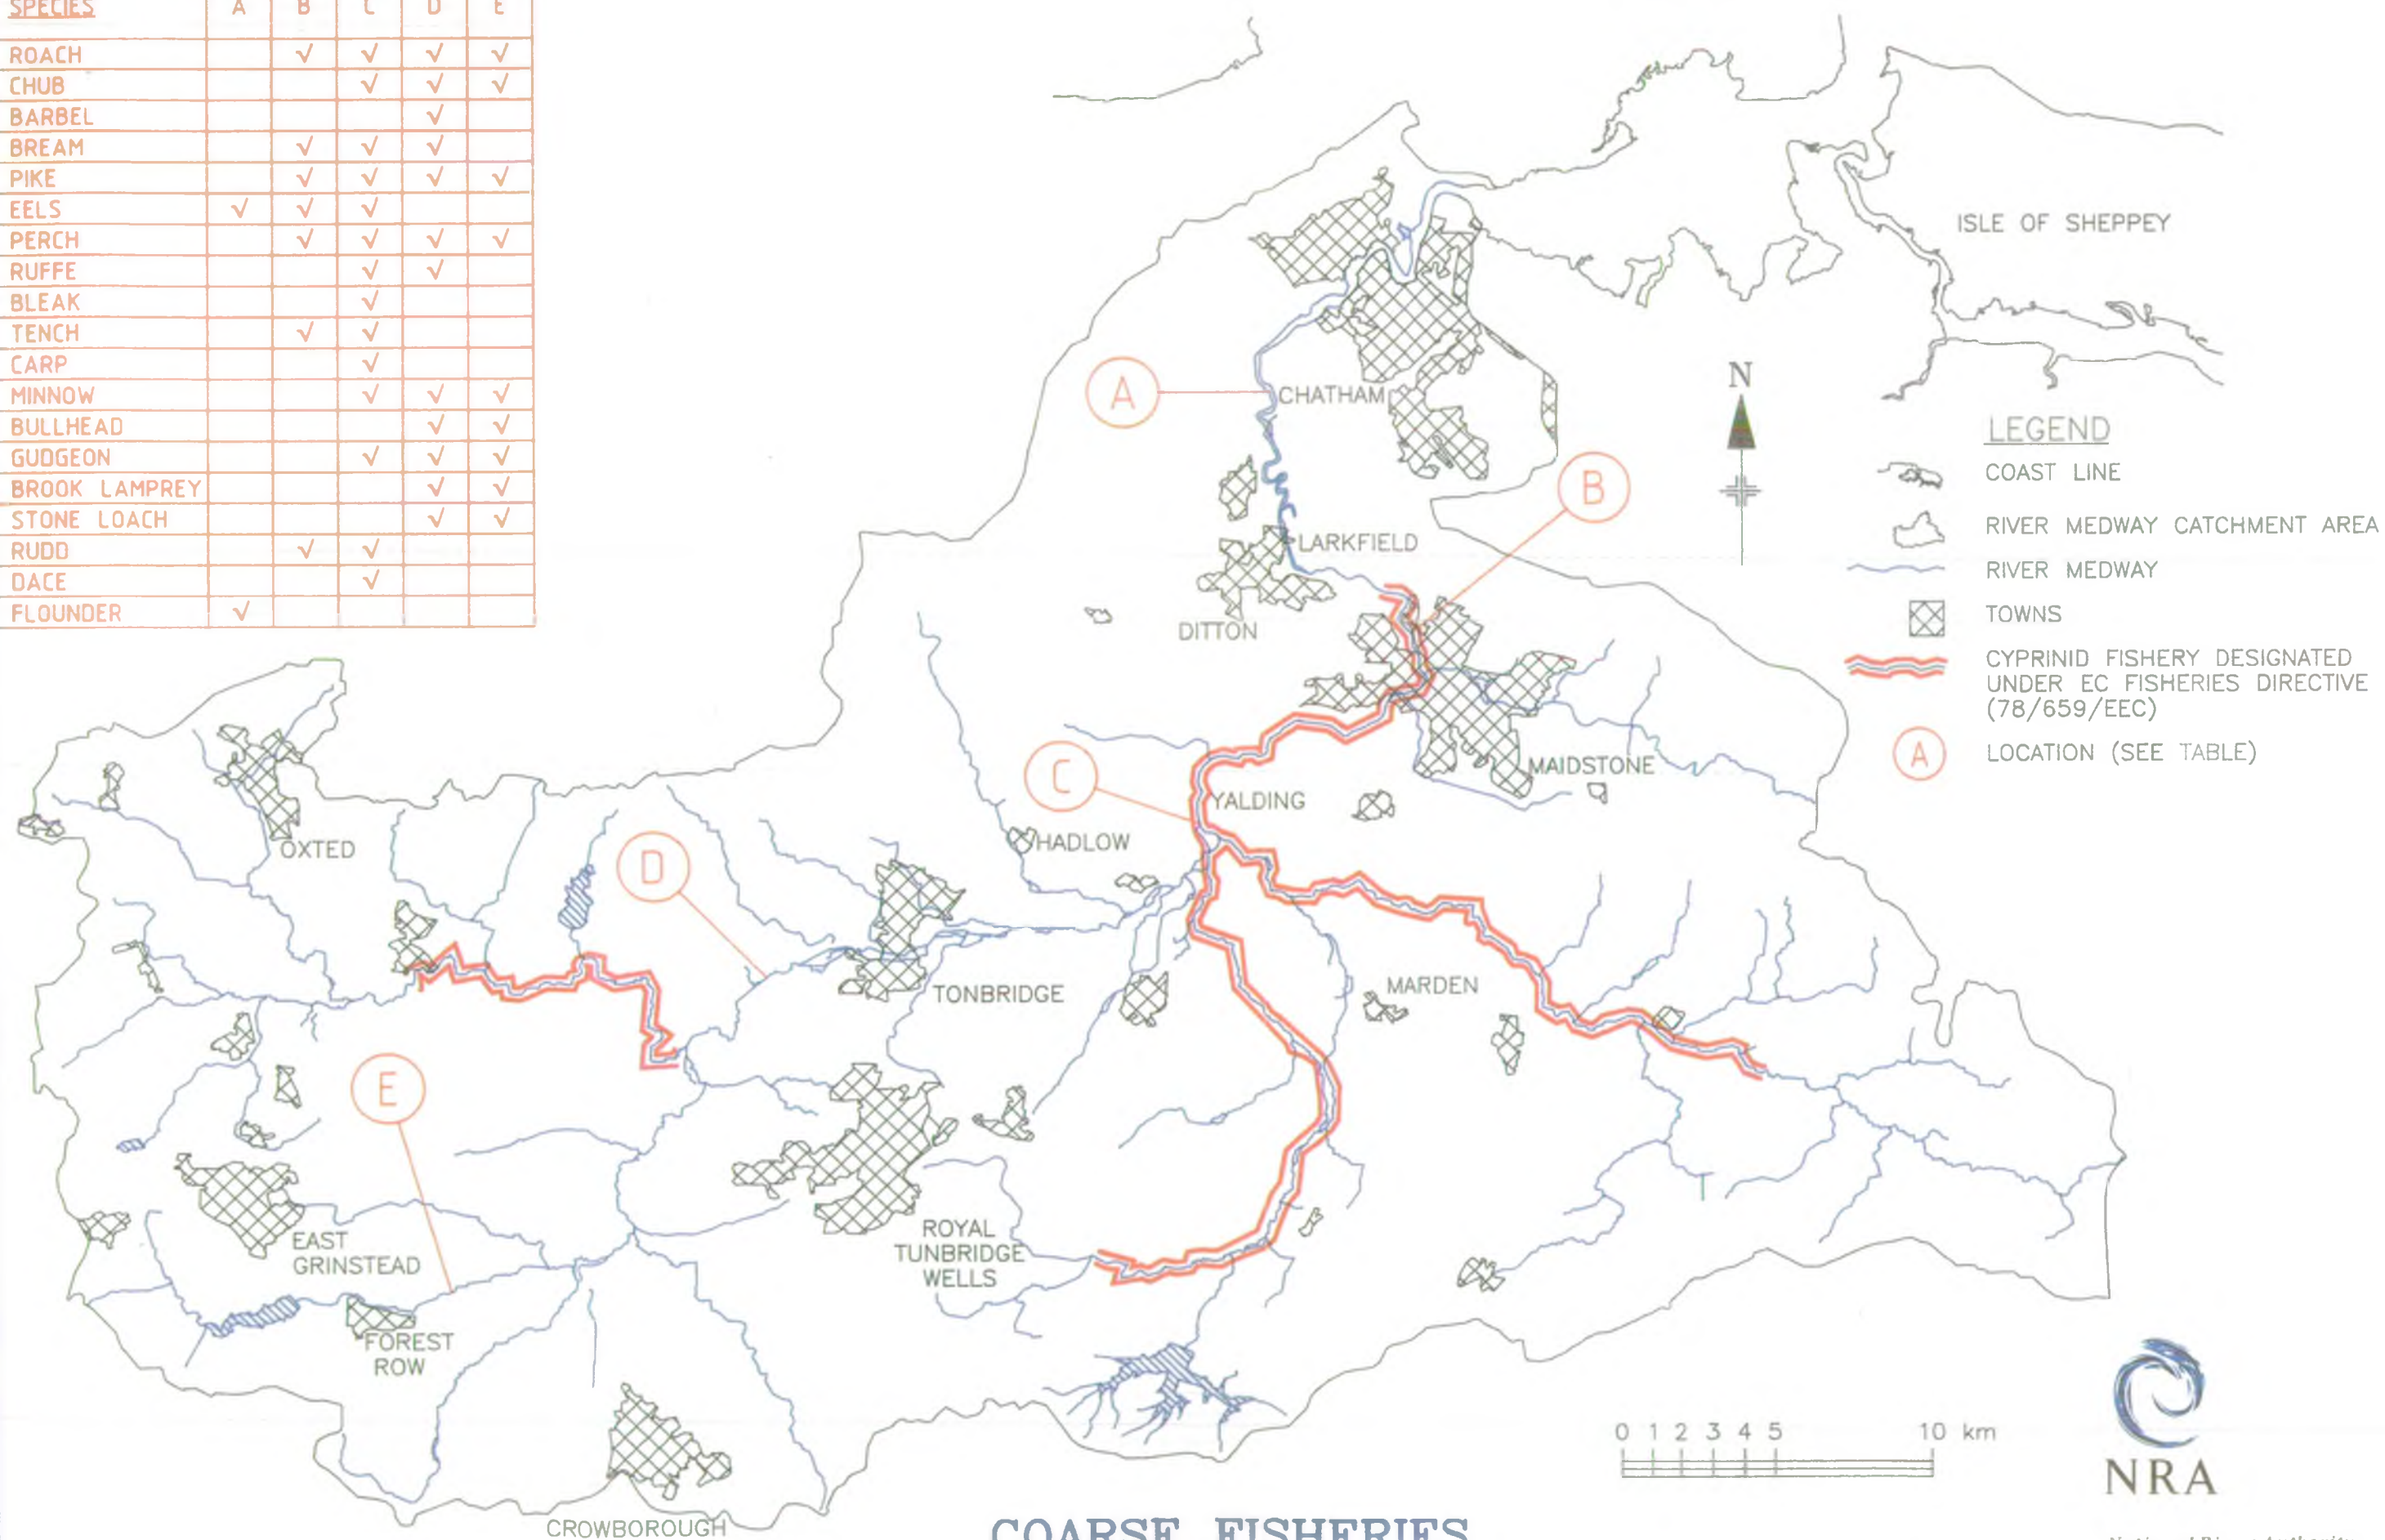 SPECIES A B C D E
ROACH √ √ √ √
CHUB √ √ √
BARBEL √
BREAM √ √ √
PIKE √ √ √ √
EELS √ √ √
PERCH √ √ √ √
RUFFE √ √
BLEAK √
TENCH √ √
CARP √
MINNOW √ √ √
BULLHEAD √ √
GUDGEON √ √ √
BROOK LAMPREY √ √
STONE LOACH √ √
RUDD √ √
DACE √
FLOUNDER √
ISLE OF SHEPPEY
A
CHATHAM
N
B
LARKFIELD
DITTON
LEGEND
COAST LINE
RIVER MEDWAY CATCHMENT AREA
RIVER MEDWAY
TOWNS
CYPRINID FISHERY DESIGNATED
UNDER EC FISHERIES DIRECTIVE
(78/659/EEC)
A LOCATION (SEE TABLE)
MAIDSTONE
C
YALDING
HADLOW
OXTED
D
TONBRIDGE
MARDEN
E
EAST
GRINSTEAD
ROYAL
TUNBRIDGE
WELLS
FOREST
ROW
CROWBOROUGH
0 1 2 3 4 5 10 km
NRA
National Rivers Authority
COARSE FISHERIES